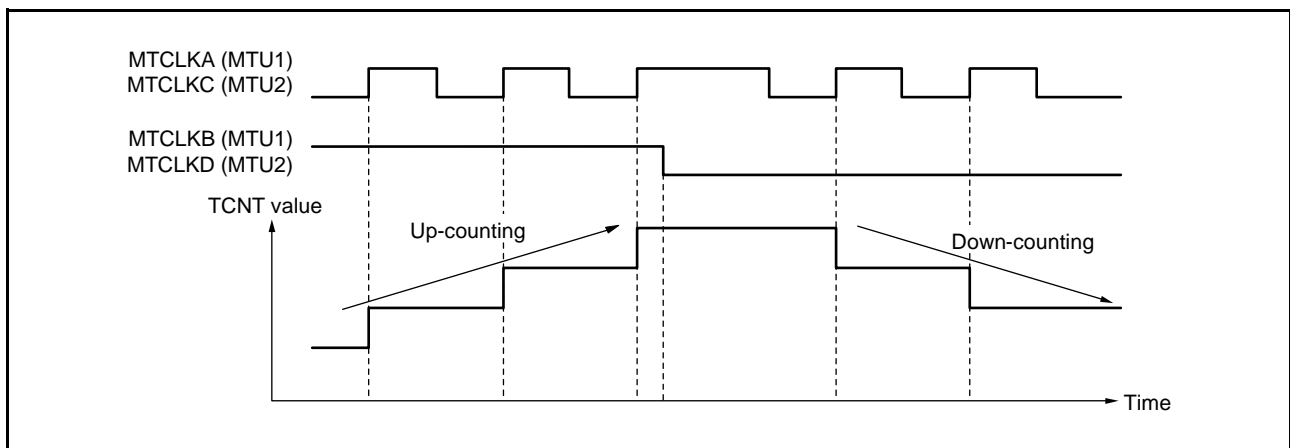 MTCLKA (MTU1)
MTCLKC (MTU2)
MTCLKB (MTU1)
MTCLKD (MTU2)
TCNT value
Up-counting
Down-counting
Time